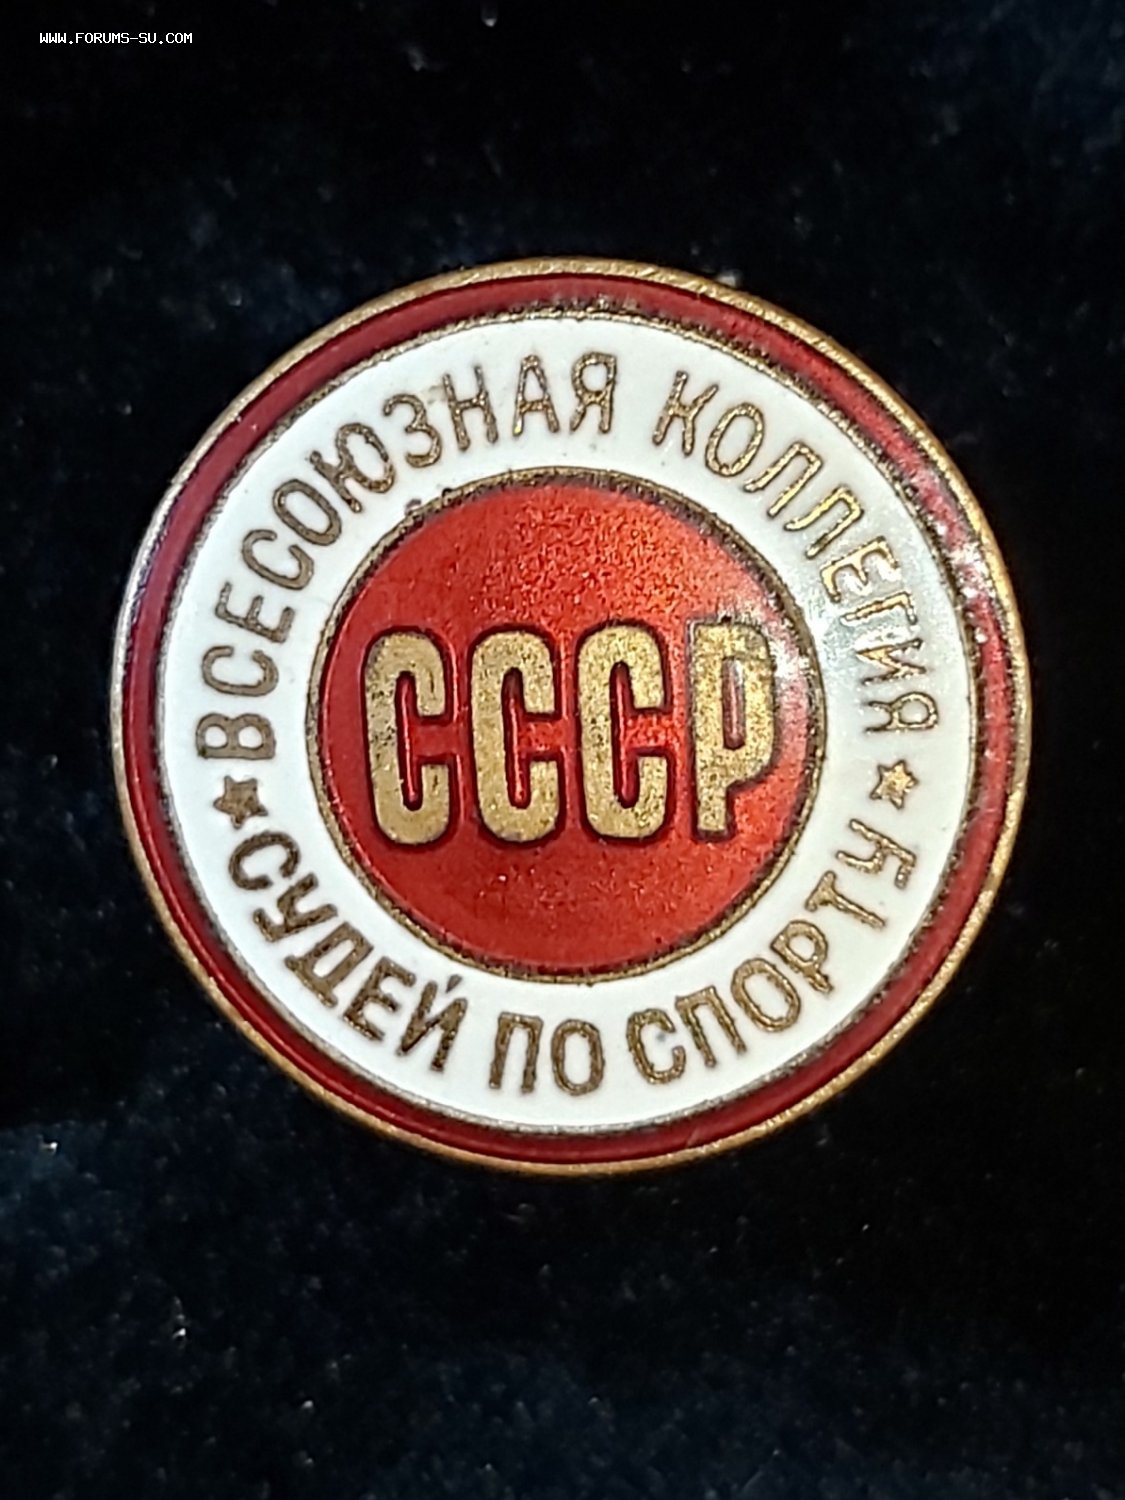 WWW.FORUMS-SU.COM
ВСЕСОЮЗНАЯ КОЛЛЕГИЯ
СССР
★ СУДЕЙ ПО СПОРТУ ★